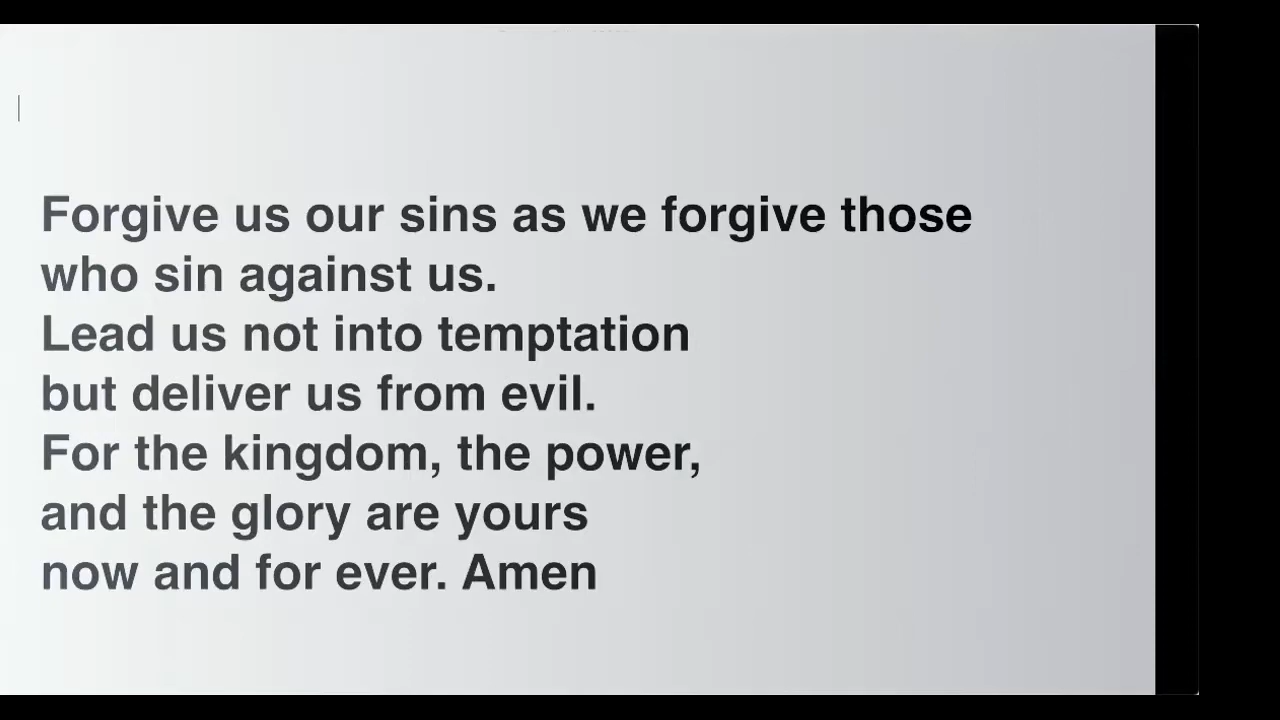 Forgive us our sins as we forgive those
who sin against us.
Lead us not into temptation
but deliver us from evil.
For the kingdom, the power,
and the glory are yours
now and for ever. Amen